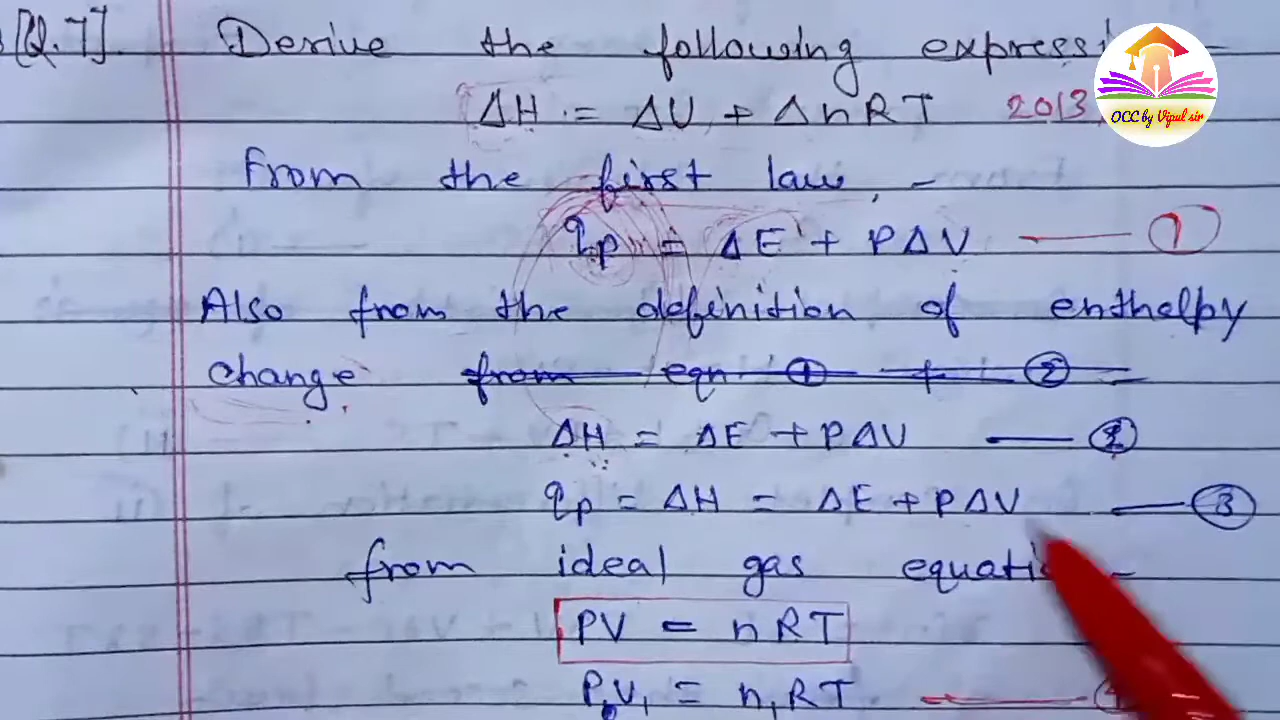 [Q.7]. Derive the following expressi
ΔH = ΔU + ΔnRT 2013
OCC by Vipul sir
From the first law, -
qp = ΔE + PΔV — ①
Also from the definition of enthalpy
change from eqn ① + ②
ΔH = ΔE + PΔV — ②
qp = ΔH = ΔE + PΔV — ③
from ideal gas equati
PV = nRT
P₁V₁ = n₁RT